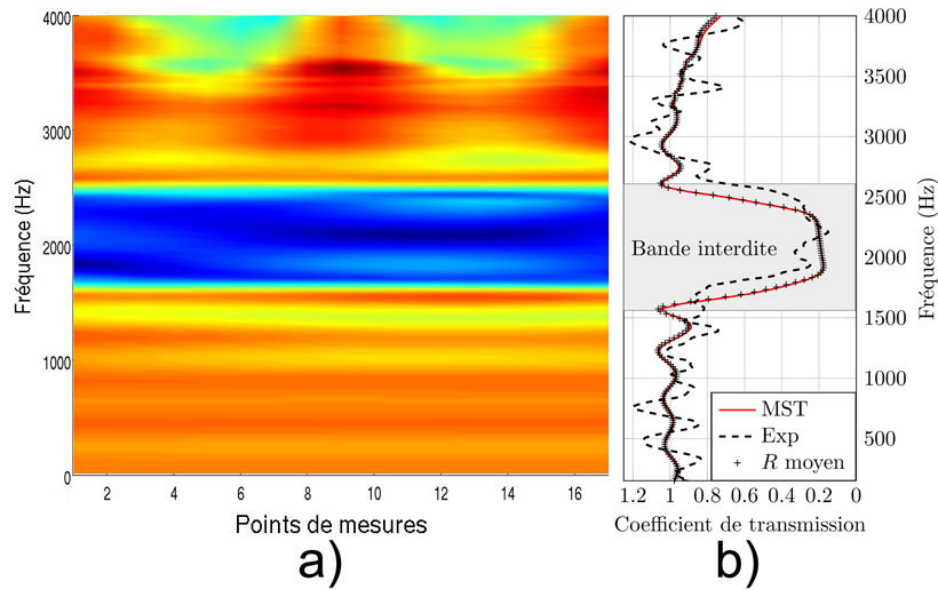 4000
3000
2000
1000
0
Fréquence (Hz)
2
4
6
8
10
12
14
16
Points de mesures
a)
4000
3500
3000
2500
2000
1500
1000
500
Fréquence (Hz)
Bande interdite
MST
Exp
R moyen
1.2
1
0.8
0.6
0.4
0.2
0
Coefficient de transmission
b)